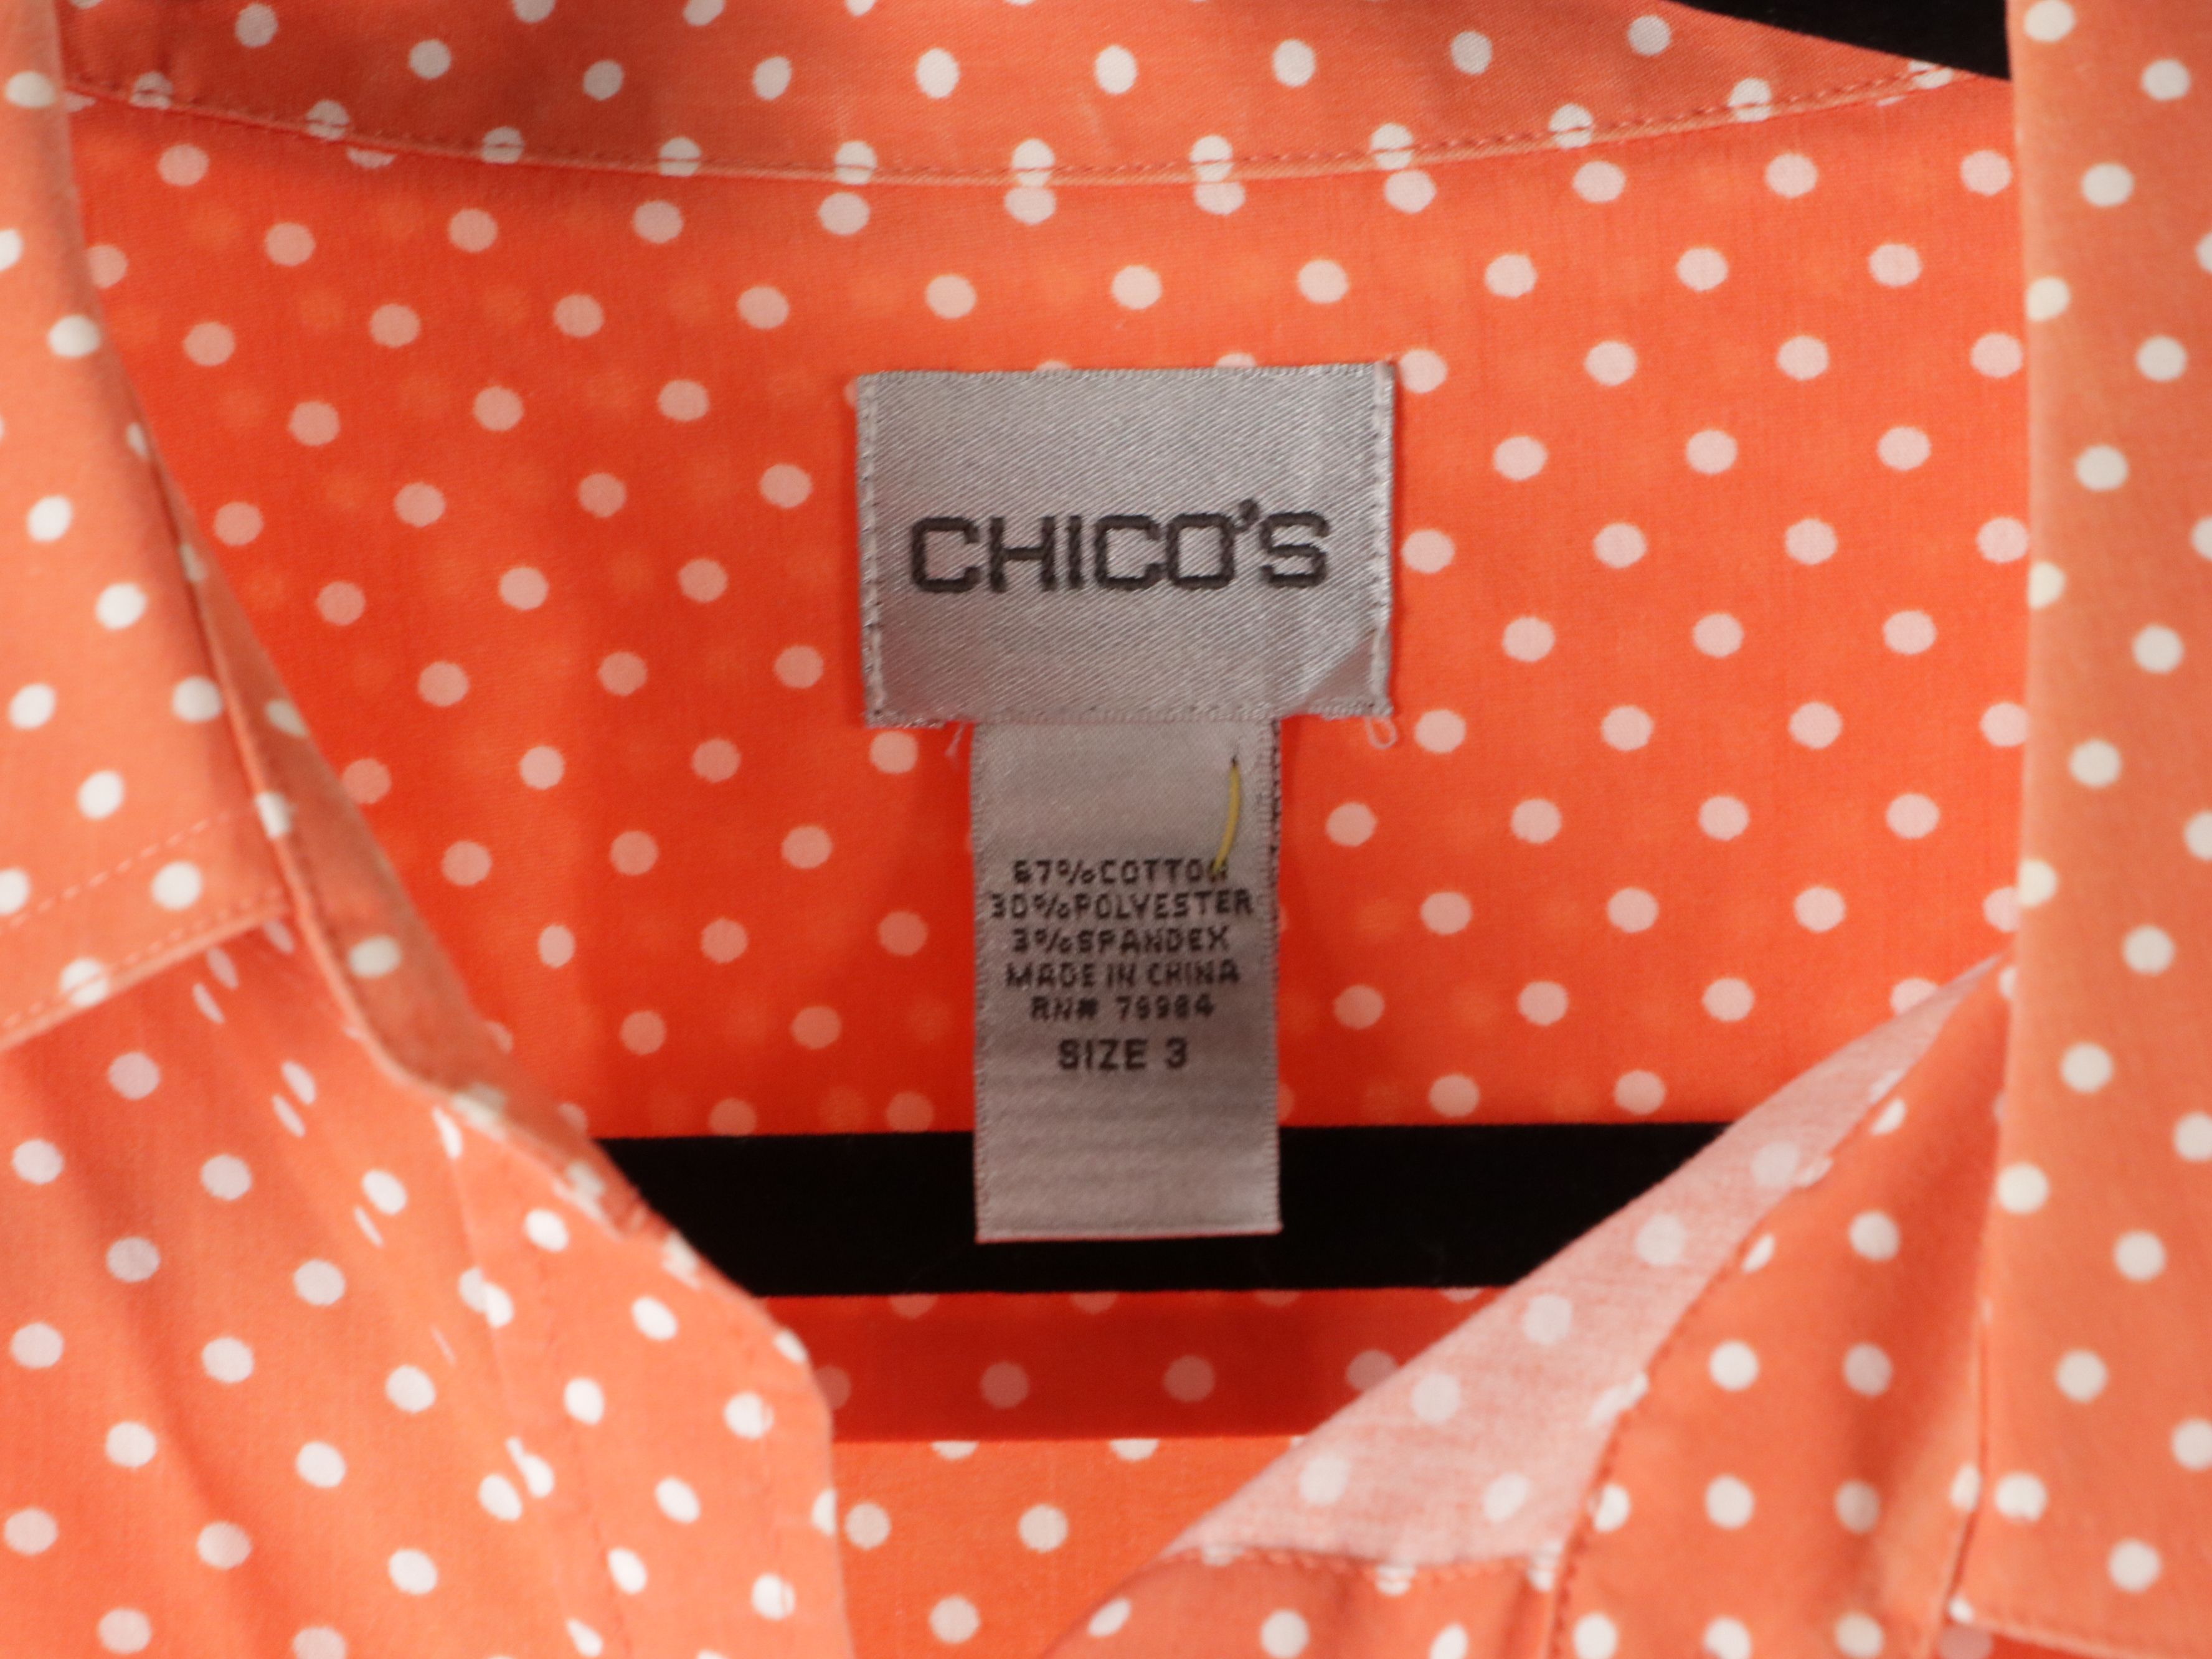 CHICO'S
67%COTTON
30%POLYESTER
3%SPANDEX
MADE IN CHINA
RN# 79984
SIZE 3